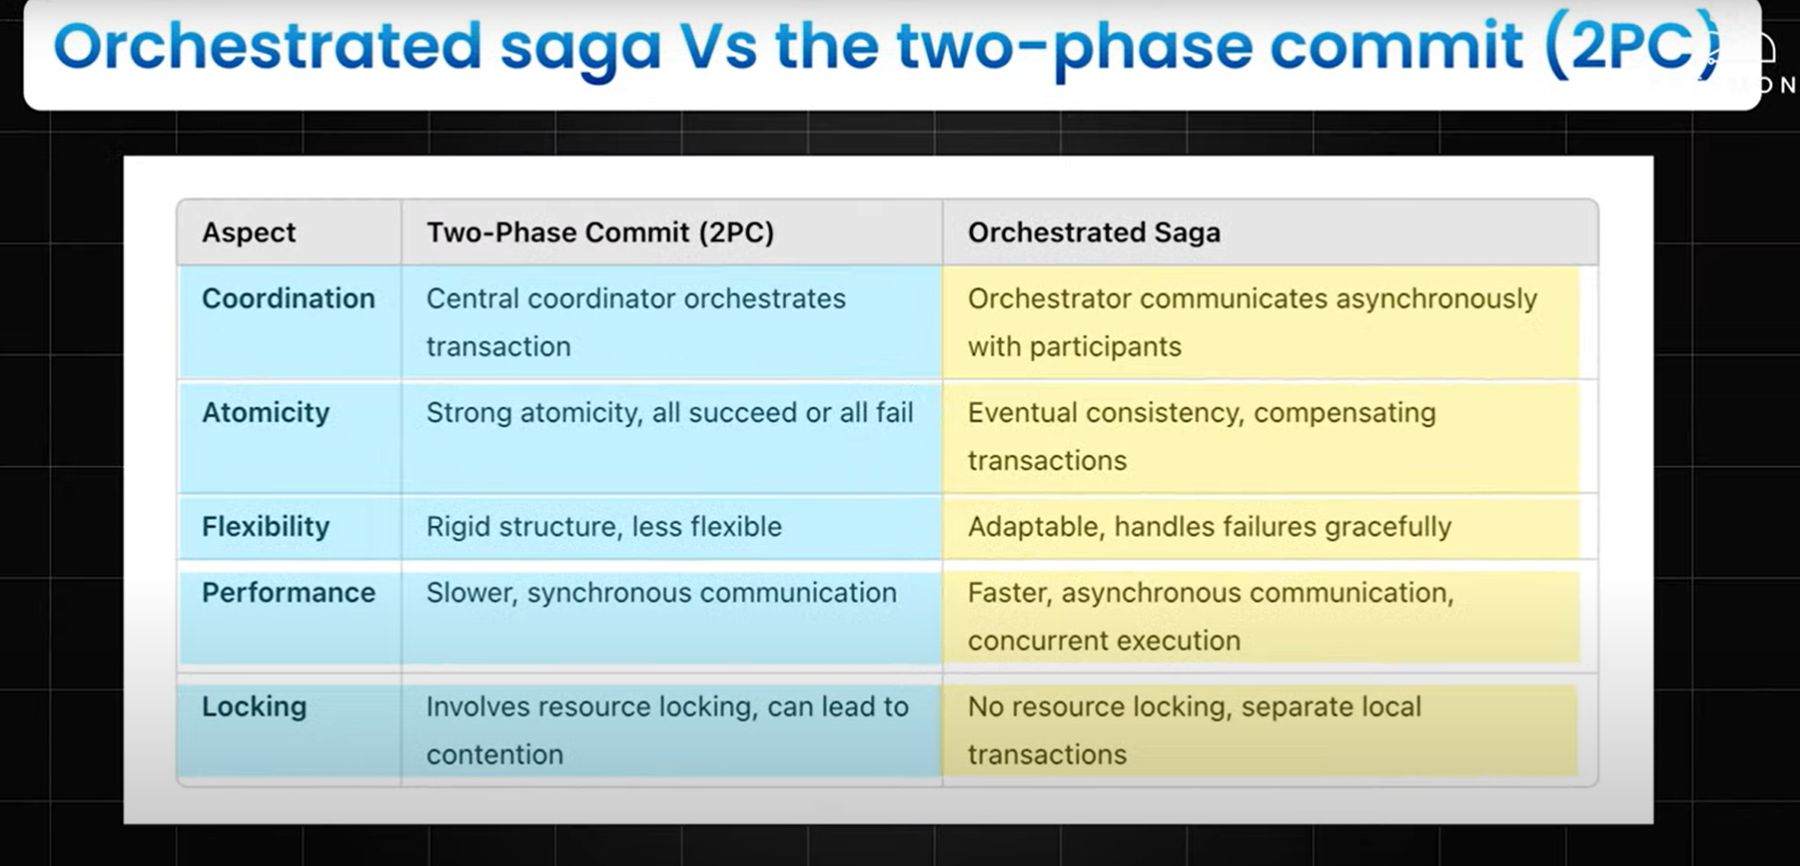 Orchestrated saga Vs the two-phase commit (2PC)
Aspect
Two-Phase Commit (2PC)
Orchestrated Saga
Coordination
Central coordinator orchestrates
transaction
Orchestrator communicates asynchronously
with participants
Atomicity
Strong atomicity, all succeed or all fail
Eventual consistency, compensating
transactions
Flexibility
Rigid structure, less flexible
Adaptable, handles failures gracefully
Performance
Slower, synchronous communication
Faster, asynchronous communication,
concurrent execution
Locking
Involves resource locking, can lead to
contention
No resource locking, separate local
transactions